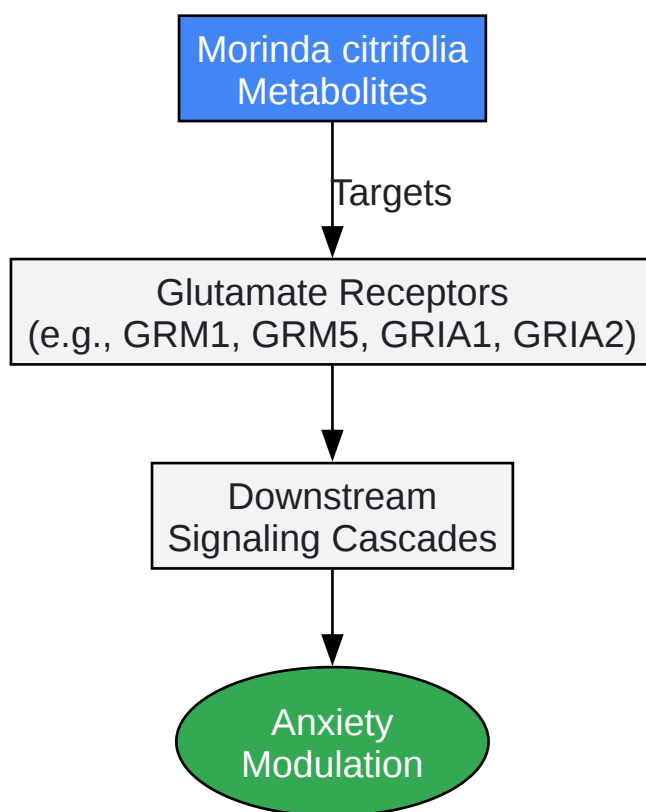 Morinda citrifolia
Metabolites
Targets
Glutamate Receptors
(e.g., GRM1, GRM5, GRIA1, GRIA2)
Downstream
Signaling Cascades
Anxiety
Modulation